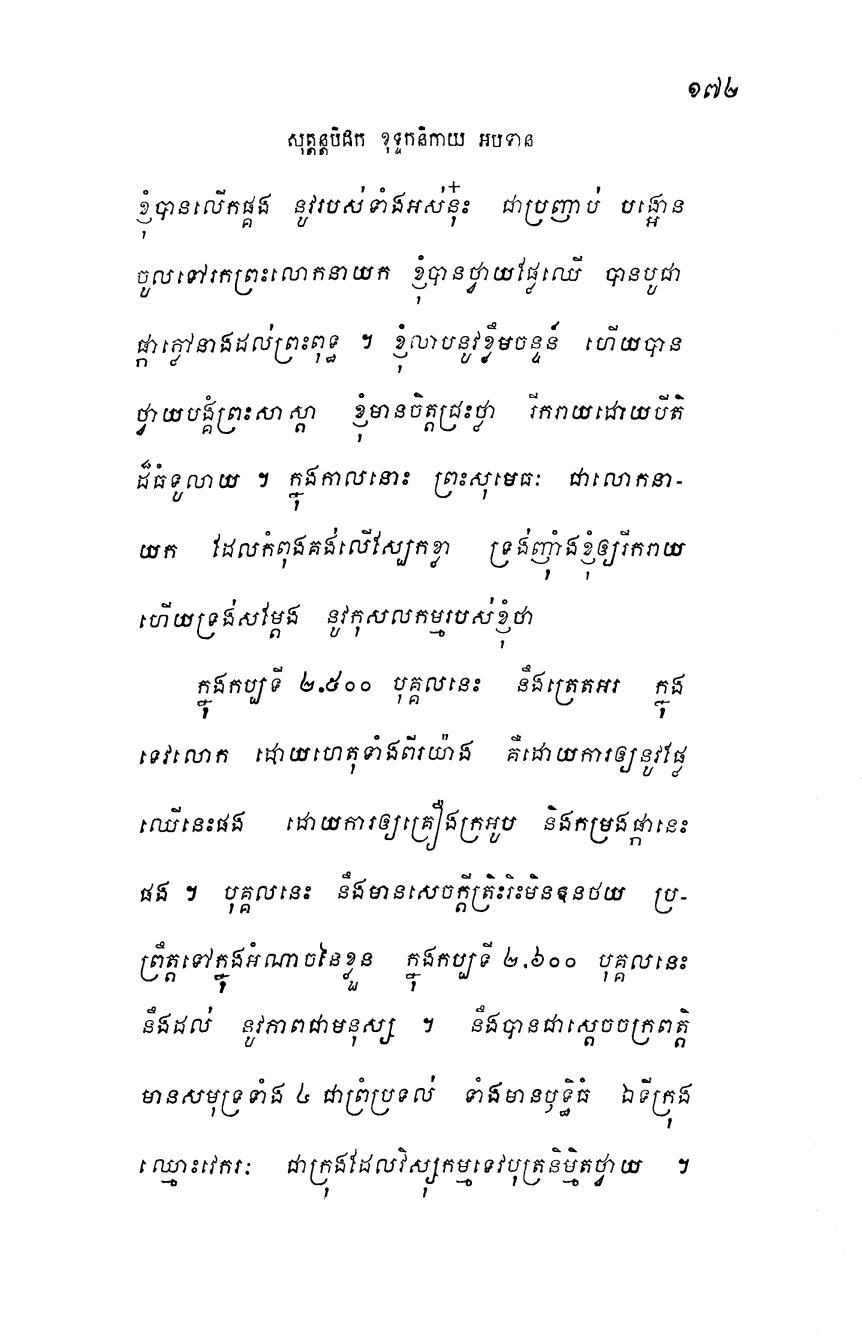 ១៧២
សុត្តន្តបិដក ខុទ្ទកនិកាយ អបទាន
ខ្ញុំបានលើកផ្គង នូវរបស់ទាំងអស់នុ៎ះ ជាប្រញាប់ បង្អោន
ចូលទៅរកព្រះលោកនាយក ខ្ញុំបានថ្វាយផ្លែឈើ បានបូជា
ផ្កាក្លៅនាងដល់ព្រះពុទ្ធ ។ ខ្ញុំលាបនូវខ្លឹមចន្ទន៍ ហើយបាន
ថ្វាយបង្គំព្រះសាស្តា ខ្ញុំមានចិត្តជ្រះថ្លា រីករាយដោយបីតិ
ដ៏ធំទូលាយ ។ ក្នុងកាលនោះ ព្រះសុមេធៈ ជាលោកនា-
យក ដែលកំពុងគង់លើស្បែកខ្លា ទ្រង់ញ៉ាំងខ្ញុំឲ្យរីករាយ
ហើយទ្រង់សម្តែង នូវកុសលកម្មរបស់ខ្ញុំថា
ក្នុងកប្បទី ២.៥០០ បុគ្គលនេះ នឹងត្រេតអរ ក្នុង
ទេវលោក ដោយហេតុទាំងពីរយ៉ាង គឺដោយការឲ្យនូវផ្លែ
ឈើនេះផង ដោយការឲ្យគ្រឿងក្រអូប និងកម្រងផ្កានេះ
ផង ។ បុគ្គលនេះ នឹងមានសេចក្តីត្រិះរិះមិនខុនថយ ប្រ-
ព្រឹត្តទៅក្នុងអំណាចនៃខ្លួន ក្នុងកប្បទី ២.៦០០ បុគ្គលនេះ
នឹងដល់ នូវភាពជាមនុស្ស ។ នឹងបានជាស្តេចចក្រពត្តិ
មានសមុទ្រទាំង ៤ ជាព្រំប្រទល់ ទាំងមានឫទ្ធិធំ ឯទីក្រុង
ឈ្មោះវេករៈ ជាក្រុងដែលវិស្សុកម្មទេវបុត្រនិម្មិតថ្វាយ ។